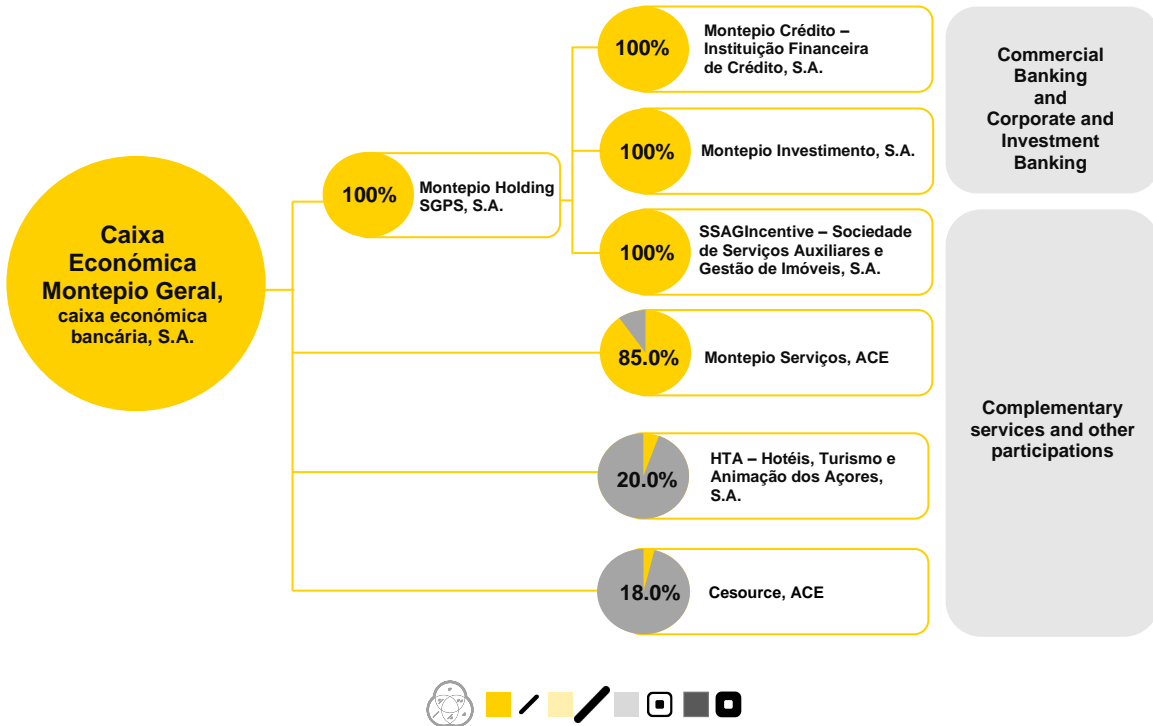 Caixa
Económica
Montepio Geral,
caixa económica
bancária, S.A.
100%
Montepio Holding
SGPS, S.A.
100%
Montepio Crédito –
Instituição Financeira
de Crédito, S.A.
100%
Montepio Investimento, S.A.
100%
SSAGIncentive – Sociedade
de Serviços Auxiliares e
Gestão de Imóveis, S.A.
85.0%
Montepio Serviços, ACE
20.0%
HTA – Hotéis, Turismo e
Animação dos Açores,
S.A.
18.0%
Cesource, ACE
Commercial
Banking
and
Corporate and
Investment
Banking
Complementary
services and other
participations